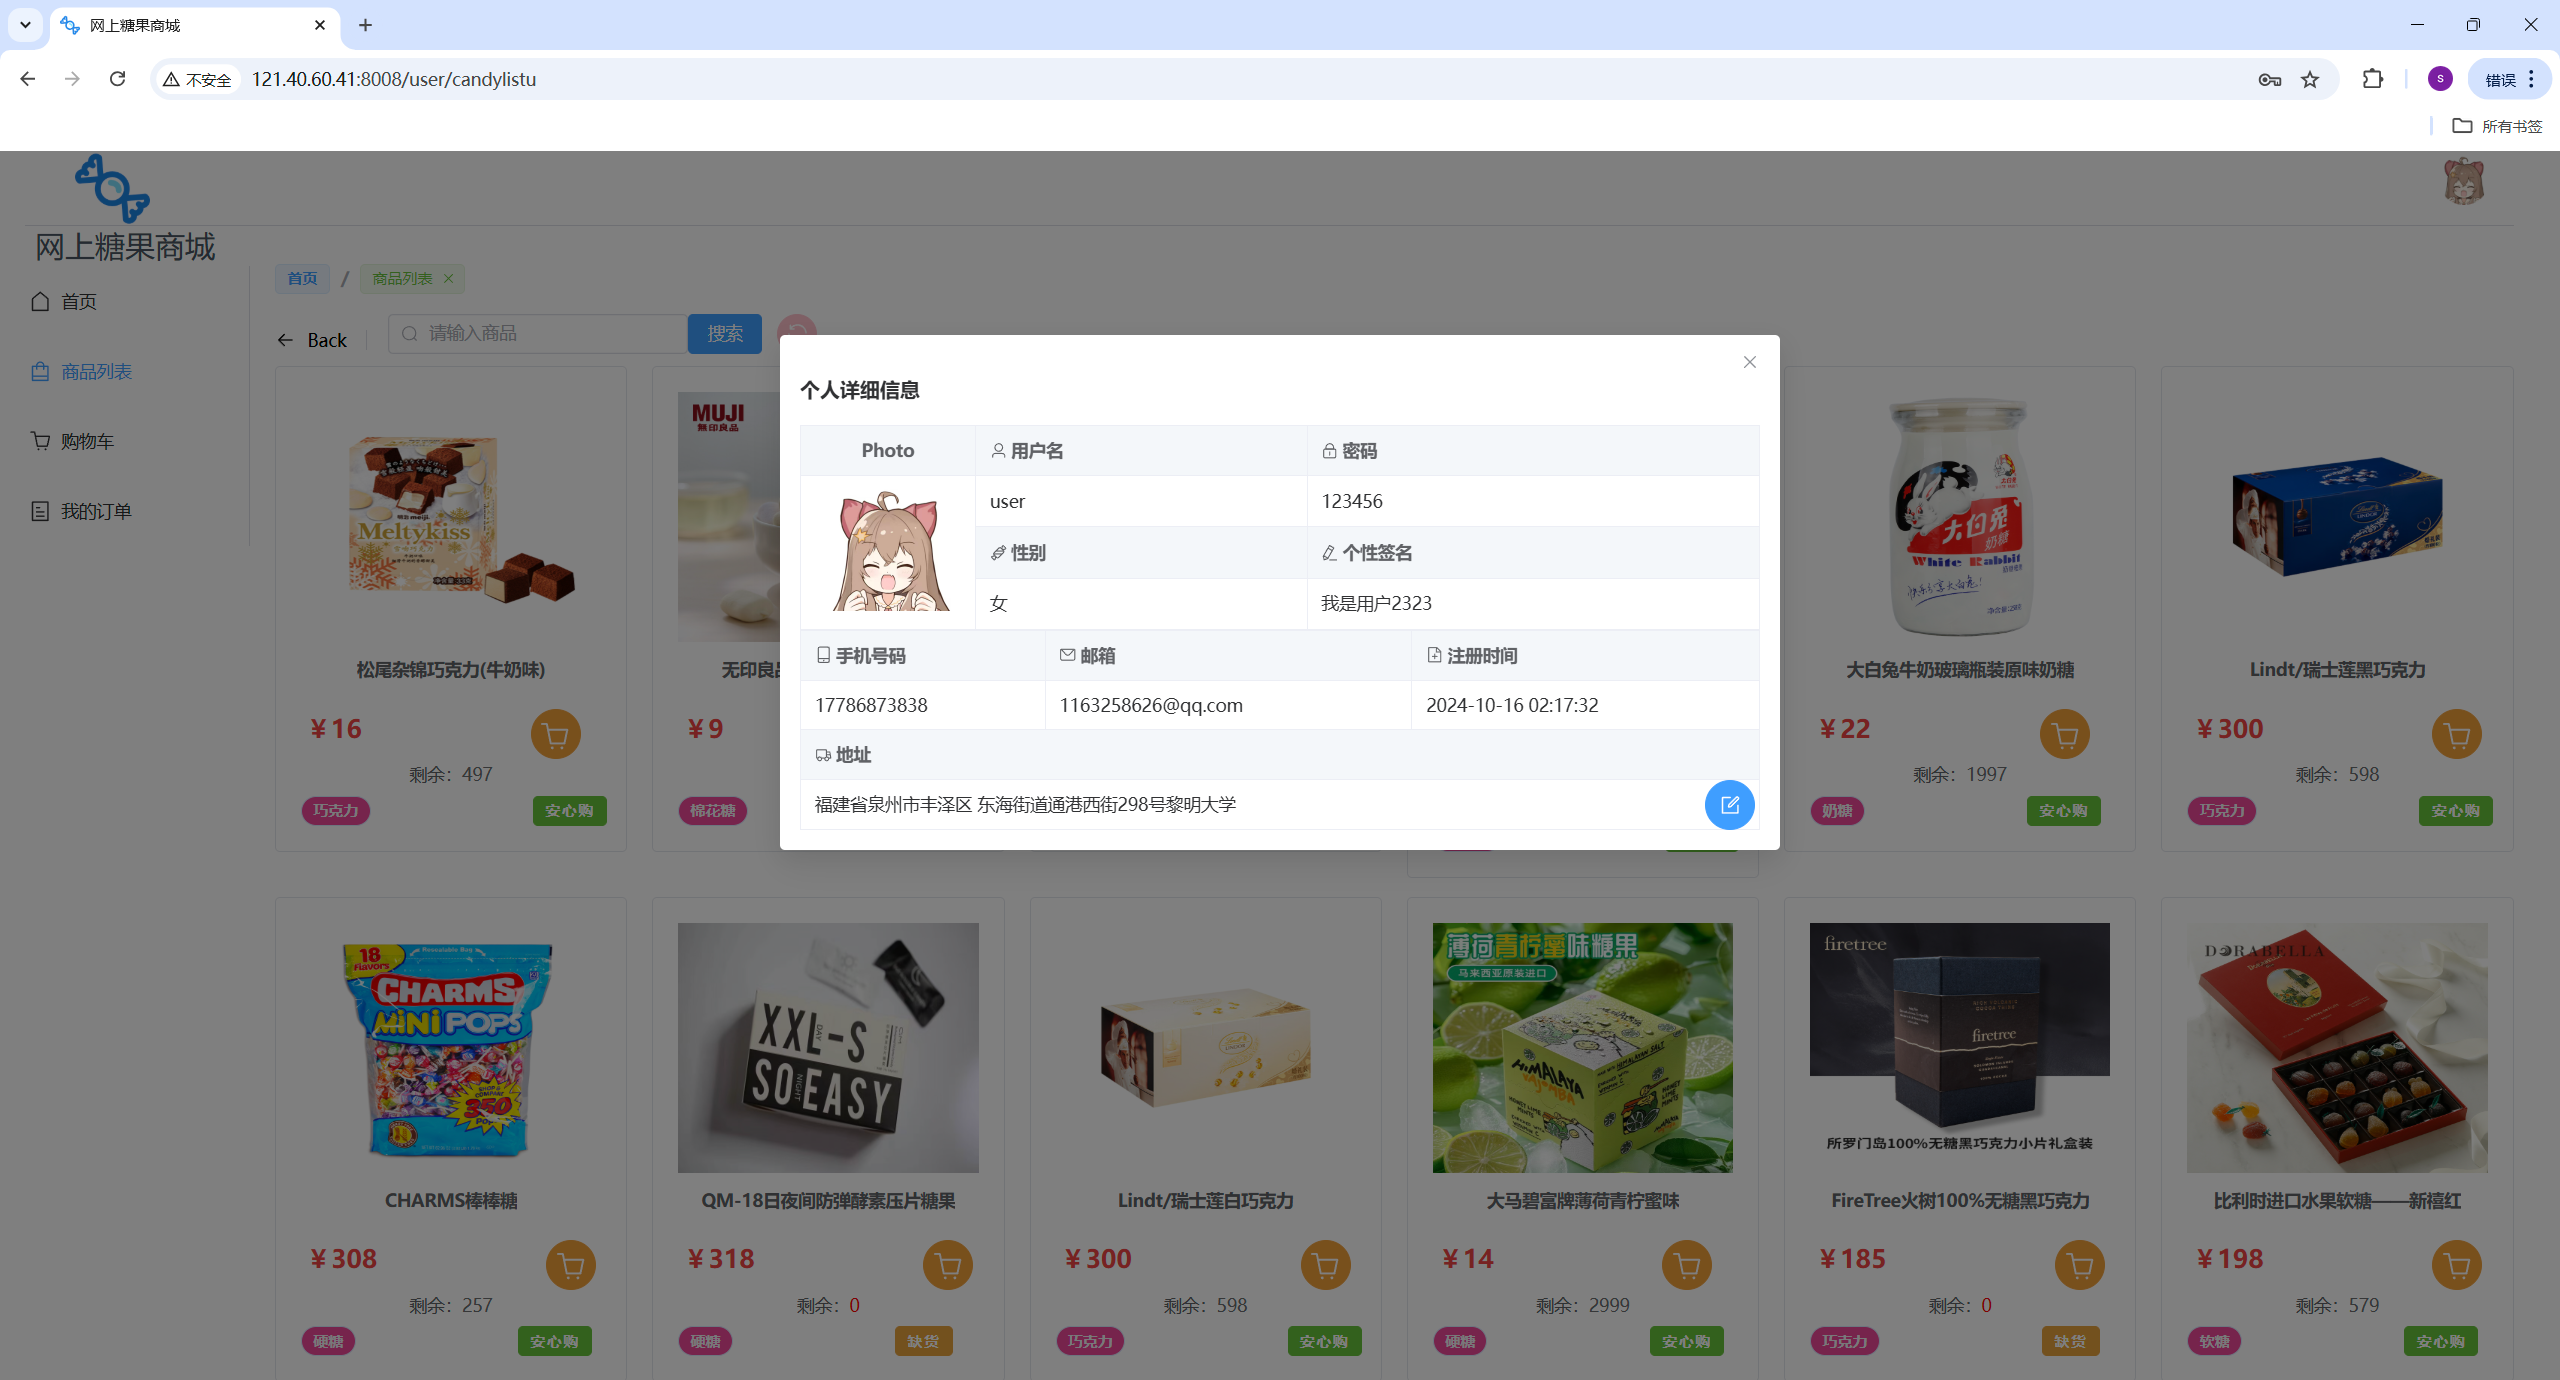 网上糖果商城
不安全
121.40.60.41:8008/user/candylistu
S
错误
所有书签
网上糖果商城
首页
商品列表
购物车
我的订单
首页 / 商品列表
Back
请输入商品
搜索
个人详细信息
Photo
用户名
密码
user
123456
性别
个性签名
女
我是用户2323
手机号码
邮箱
注册时间
17786873838
1163258626@qq.com
2024-10-16 02:17:32
地址
福建省泉州市丰泽区 东海街道通港西街298号黎明大学
meiji
Meltykiss
松尾杂锦巧克力(牛奶味)
¥16
剩余：497
巧克力
安心购
MUJI
無印良品
无印良品
¥9
棉花糖
大白兔
奶糖
White Rabbit
大白兔牛奶玻璃瓶装原味奶糖
¥22
剩余：1997
奶糖
安心购
Lindt/瑞士莲黑巧克力
¥300
剩余：598
巧克力
安心购
Resealable Bag
18
flavors
CHARMS
MiNi POPS
350
CHARMS棒棒糖
¥308
剩余：257
硬糖
安心购
XXL-S
DAY
SOEASY
NIGHT
QM-18日夜间防弹酵素压片糖果
¥318
剩余：0
硬糖
缺货
Lindt/瑞士莲白巧克力
¥300
剩余：598
巧克力
安心购
薄荷青柠蜜味糖果
马来西亚原装进口
HIMALAYA
大马碧富牌薄荷青柠蜜味
¥14
剩余：2999
硬糖
安心购
firetree
firetree
所罗门岛100%无糖黑巧克力小片礼盒装
FireTree火树100%无糖黑巧克力
¥185
剩余：0
巧克力
缺货
DORABELLA
比利时进口水果软糖——新禧红
¥198
剩余：579
软糖
安心购